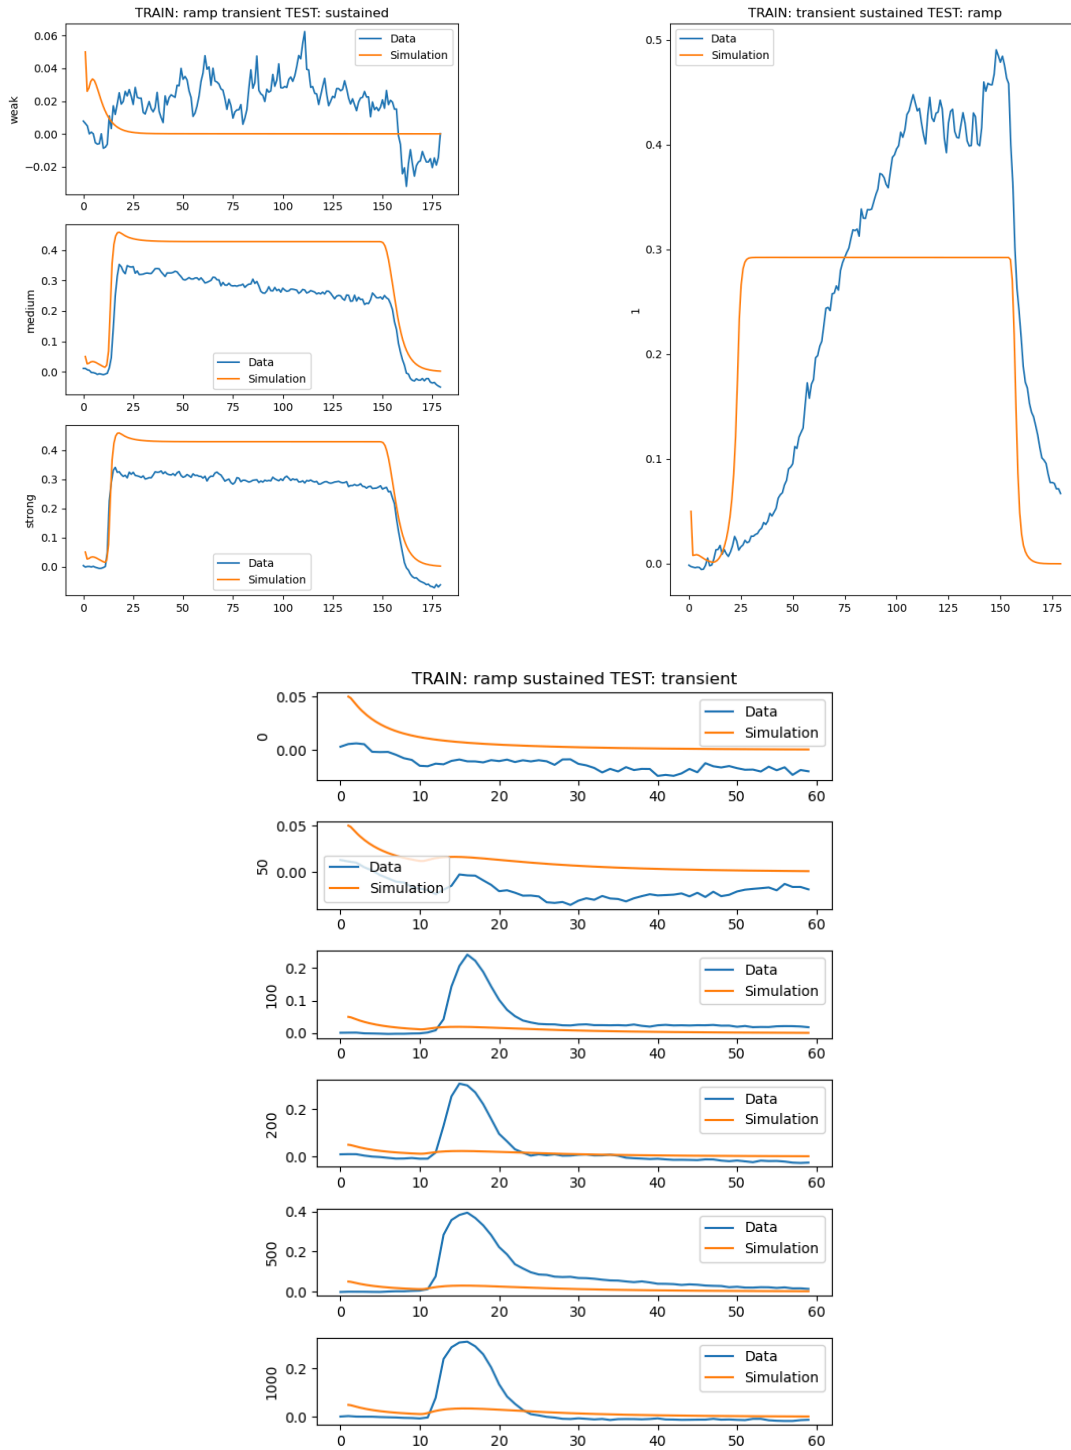 TRAIN: ramp transient TEST: sustained
weak
0.06
0.04
0.02
0.00
−0.02
Data
Simulation
0 25 50 75 100 125 150 175
medium
0.4
0.3
0.2
0.1
0.0
Data
Simulation
0 25 50 75 100 125 150 175
strong
0.4
0.3
0.2
0.1
0.0
Data
Simulation
0 25 50 75 100 125 150 175
TRAIN: transient sustained TEST: ramp
1
0.5
0.4
0.3
0.2
0.1
0.0
Data
Simulation
0 25 50 75 100 125 150 175
TRAIN: ramp sustained TEST: transient
0
0.05
0.00
Data
Simulation
0 10 20 30 40 50 60
50
0.05
0.00
Data
Simulation
0 10 20 30 40 50 60
100
0.2
0.1
0.0
Data
Simulation
0 10 20 30 40 50 60
200
0.2
0.0
Data
Simulation
0 10 20 30 40 50 60
500
0.4
0.2
0.0
Data
Simulation
0 10 20 30 40 50 60
1000
0.2
0.0
Data
Simulation
0 10 20 30 40 50 60